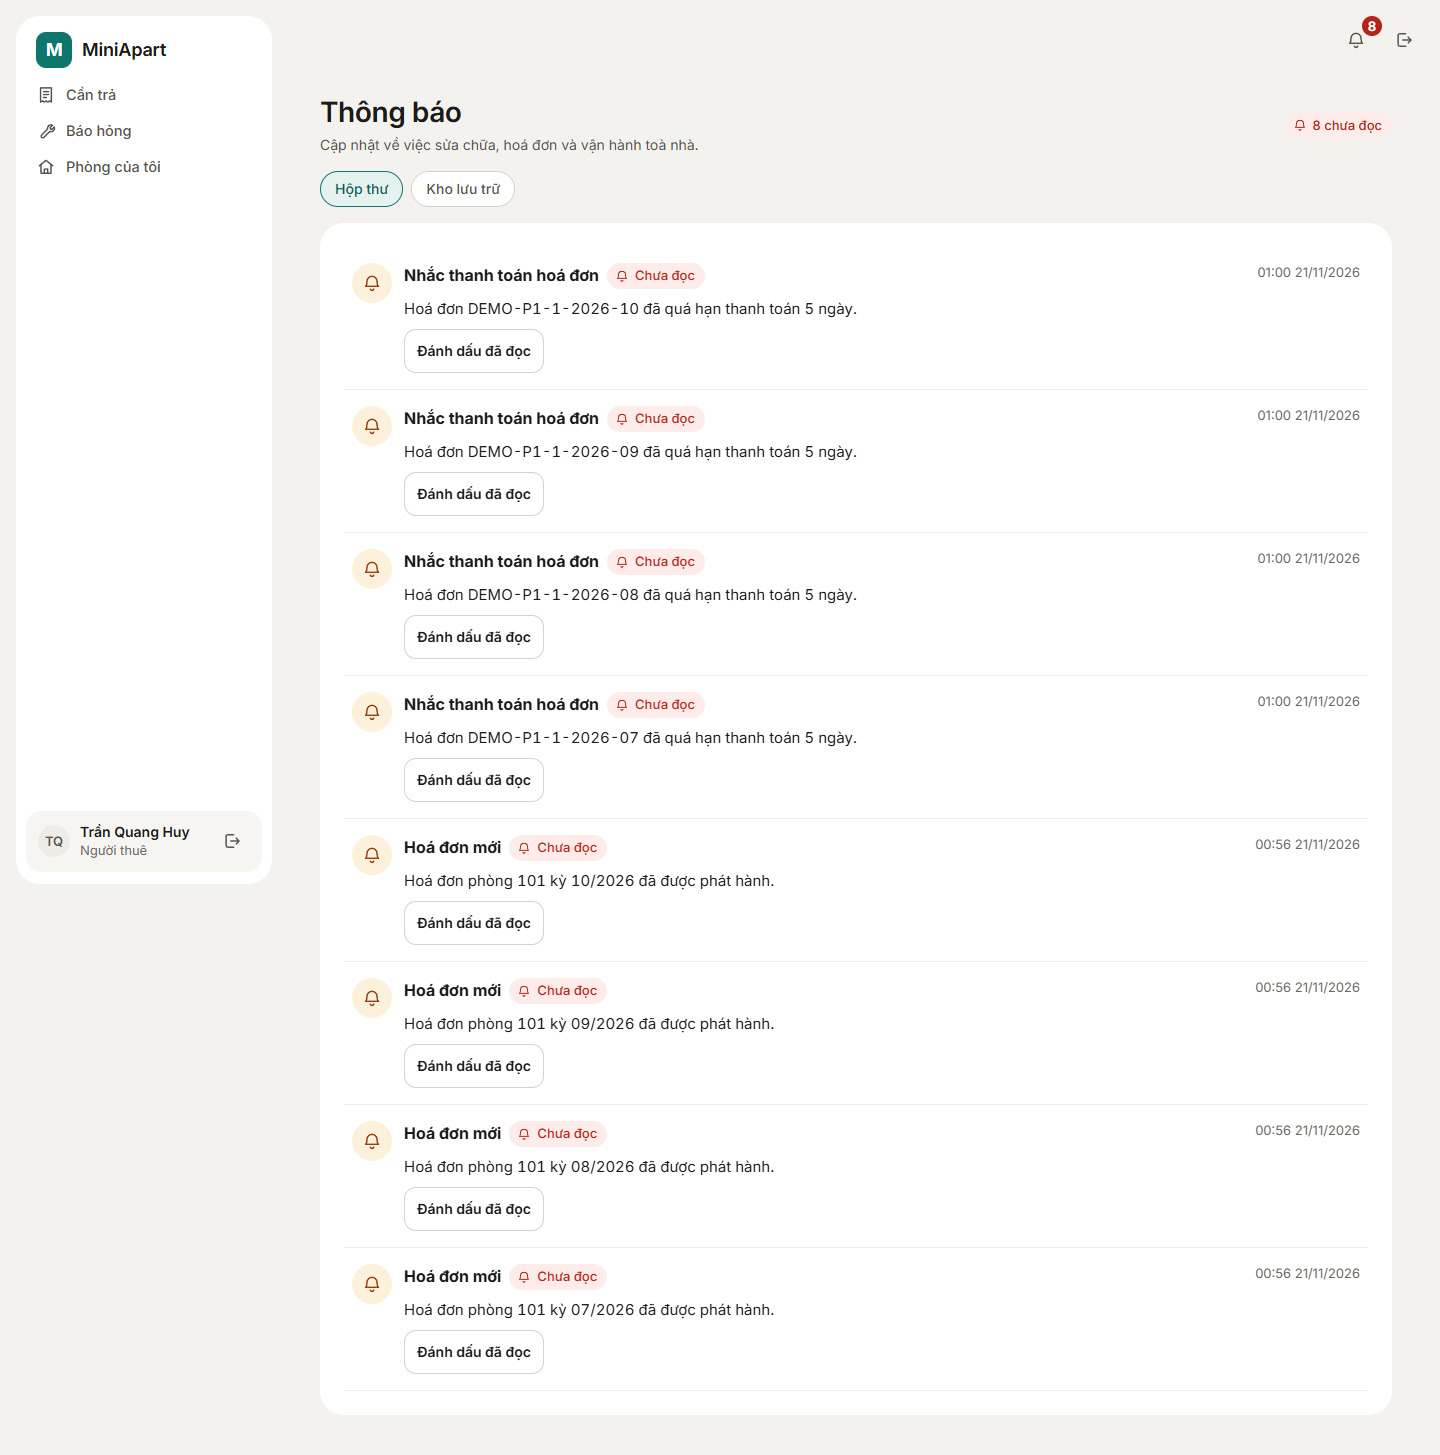 M MiniApart
Cần trả
Báo hỏng
Phòng của tôi
TQ
Trần Quang Huy
Người thuê
8
Thông báo
Cập nhật về việc sửa chữa, hoá đơn và vận hành toà nhà.
8 chưa đọc
Hộp thư
Kho lưu trữ
Nhắc thanh toán hoá đơn Chưa đọc 01:00 21/11/2026
Hoá đơn DEMO-P1-1-2026-10 đã quá hạn thanh toán 5 ngày.
Đánh dấu đã đọc
Nhắc thanh toán hoá đơn Chưa đọc 01:00 21/11/2026
Hoá đơn DEMO-P1-1-2026-09 đã quá hạn thanh toán 5 ngày.
Đánh dấu đã đọc
Nhắc thanh toán hoá đơn Chưa đọc 01:00 21/11/2026
Hoá đơn DEMO-P1-1-2026-08 đã quá hạn thanh toán 5 ngày.
Đánh dấu đã đọc
Nhắc thanh toán hoá đơn Chưa đọc 01:00 21/11/2026
Hoá đơn DEMO-P1-1-2026-07 đã quá hạn thanh toán 5 ngày.
Đánh dấu đã đọc
Hoá đơn mới Chưa đọc 00:56 21/11/2026
Hoá đơn phòng 101 kỳ 10/2026 đã được phát hành.
Đánh dấu đã đọc
Hoá đơn mới Chưa đọc 00:56 21/11/2026
Hoá đơn phòng 101 kỳ 09/2026 đã được phát hành.
Đánh dấu đã đọc
Hoá đơn mới Chưa đọc 00:56 21/11/2026
Hoá đơn phòng 101 kỳ 08/2026 đã được phát hành.
Đánh dấu đã đọc
Hoá đơn mới Chưa đọc 00:56 21/11/2026
Hoá đơn phòng 101 kỳ 07/2026 đã được phát hành.
Đánh dấu đã đọc